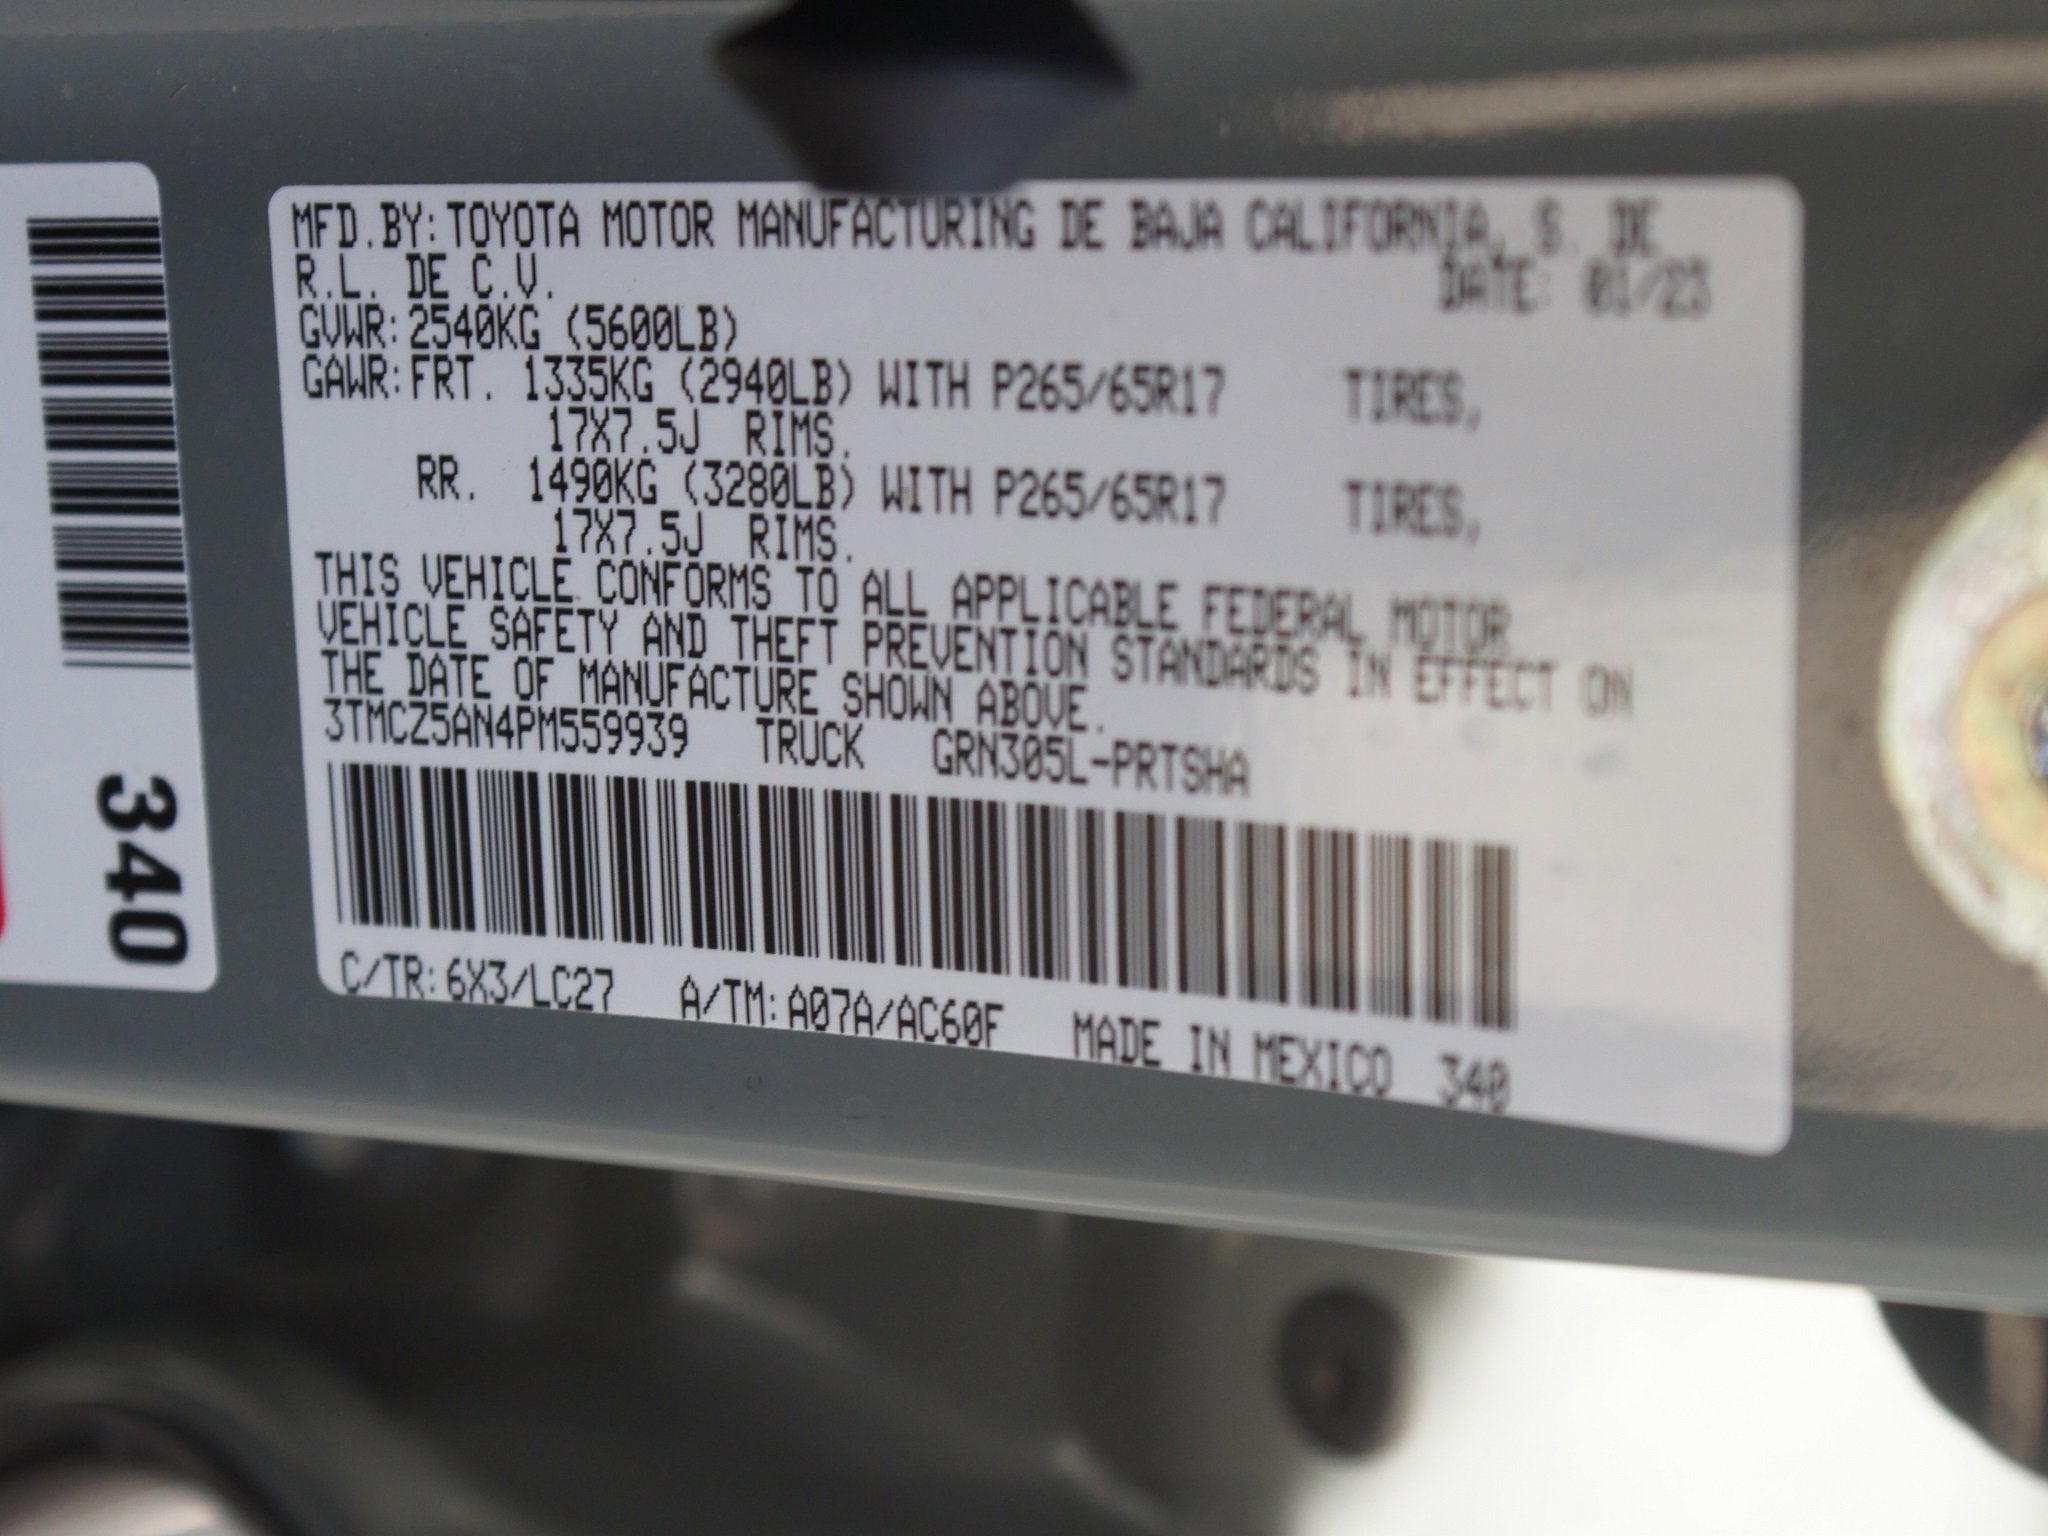 MFD.BY:TOYOTA MOTOR MANUFACTURING DE BAJA CALIFORNIA, S. DE
R.L. DE C.V. DATE: 01/23
GVWR:2540KG (5600LB)
GAWR:FRT. 1335KG (2940LB) WITH P265/65R17 TIRES,
17X7.5J RIMS.
RR. 1490KG (3280LB) WITH P265/65R17 TIRES,
17X7.5J RIMS.
THIS VEHICLE CONFORMS TO ALL APPLICABLE FEDERAL MOTOR
VEHICLE SAFETY AND THEFT PREVENTION STANDARDS IN EFFECT ON
THE DATE OF MANUFACTURE SHOWN ABOVE.
3TMCZ5AN4PM559939 TRUCK GRN305L-PRTSHA
C/TR:6X3/LC27 A/TM:A07A/AC60F MADE IN MEXICO 340
340